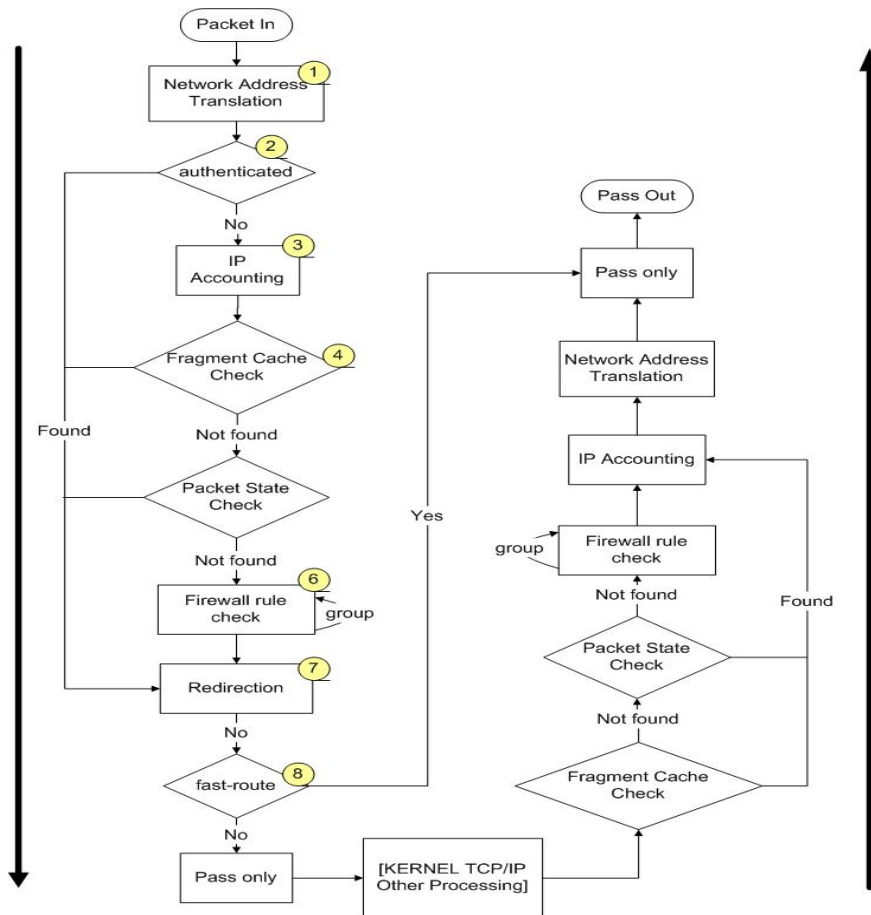 Packet In
1
Network Address
Translation
2
authenticated
No
3
IP
Accounting
4
Fragment Cache
Check
Found
Not found
Packet State
Check
Not found
6
Firewall rule
check
group
7
Redirection
No
8
fast-route
No
Pass only
[KERNEL TCP/IP
Other Processing]
Yes
Pass Out
Pass only
Network Address
Translation
IP Accounting
Firewall rule
check
group
Not found
Found
Packet State
Check
Not found
Fragment Cache
Check